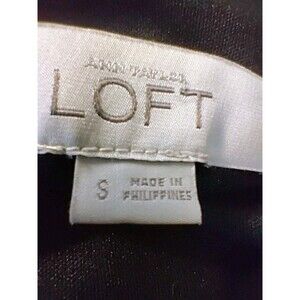 ANN TAYLOR
LOFT
S
MADE IN
PHILIPPINES